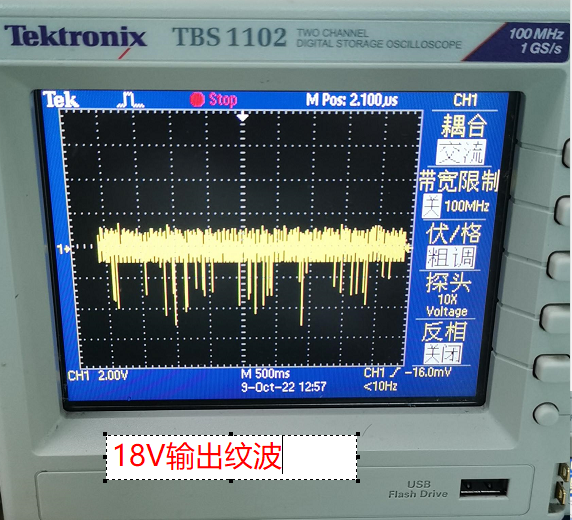 Tektronix TBS 1102 TWO CHANNEL DIGITAL STORAGE OSCILLOSCOPE 100 MHz 1 GS/s
Tek Stop M Pos: 2.100µs CH1
耦合
交流
带宽限制
关 100MHz
伏/格
粗调
探头
10X
Voltage
反相
关闭
1
CH1 2.00V M 500ms CH1 -16.0mV
9-Oct-22 12:57 <10Hz
18V输出纹波
USB
Flash Drive